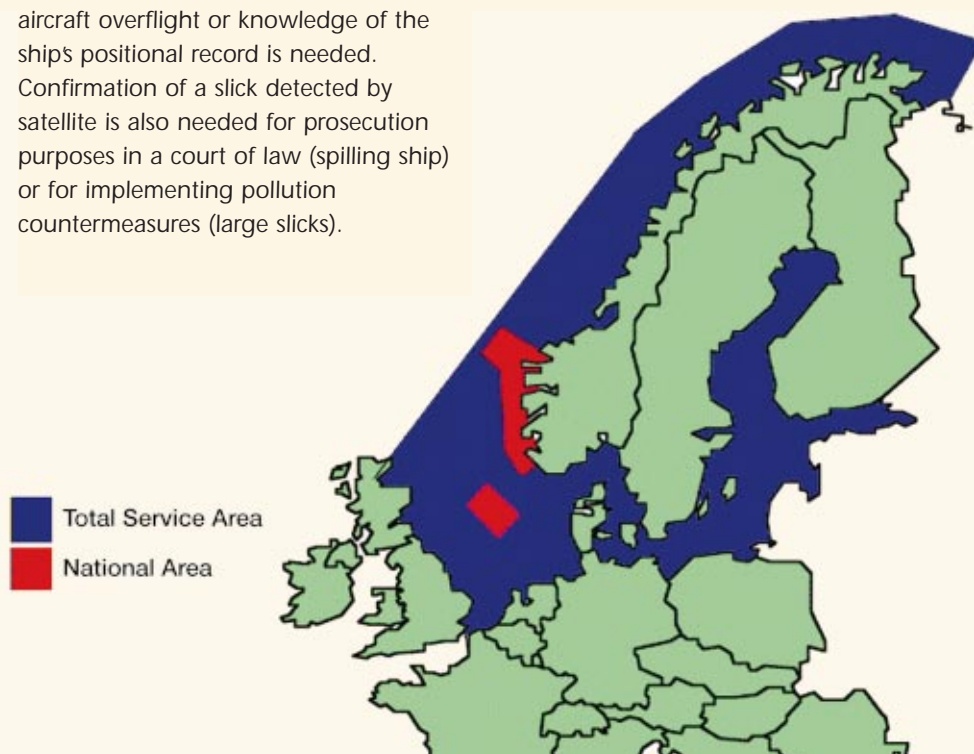 aircraft overflight or knowledge of the
ship's positional record is needed.
Confirmation of a slick detected by
satellite is also needed for prosecution
purposes in a court of law (spilling ship)
or for implementing pollution
countermeasures (large slicks).
Total Service Area
National Area